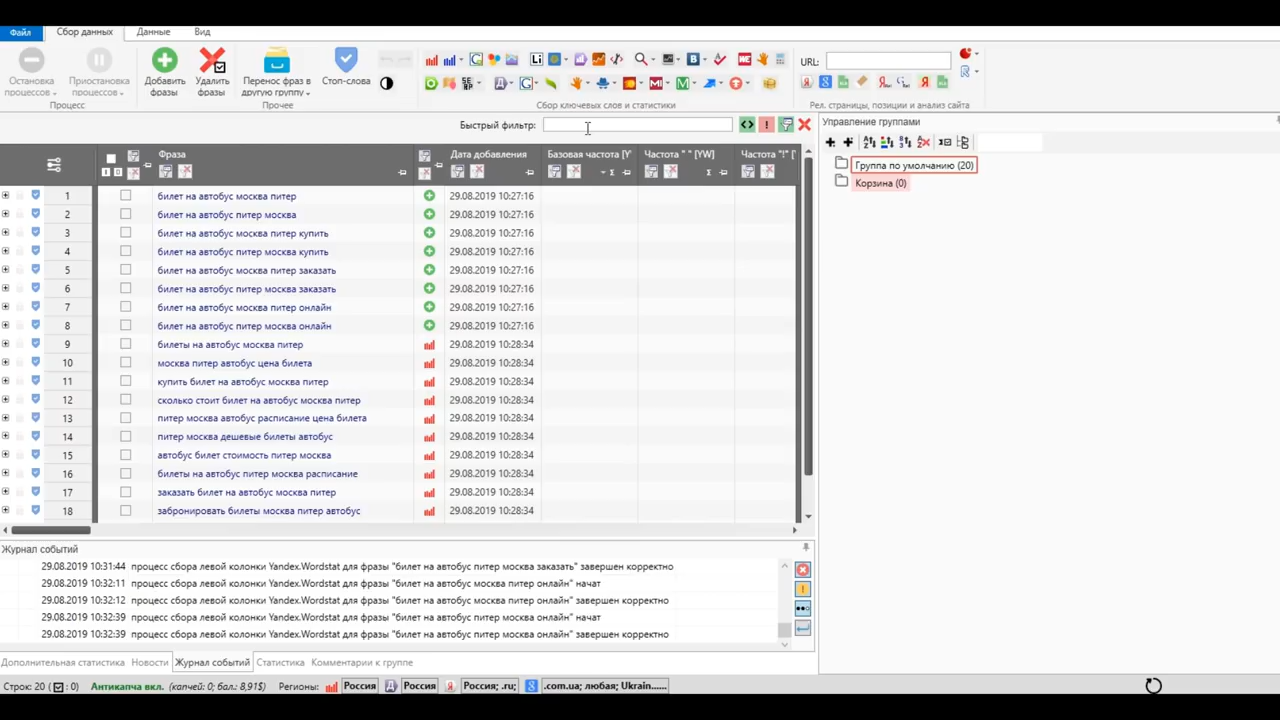 Файл Сбор данных Данные Вид
Остановка процессов
Приостановка процессов
Процесс
Добавить фразы
Удалить фразы
Перенос фраз в другую группу
Прочее
Стоп-слова
Сбор ключевых слов и статистики
URL:
Рел. страницы, позиции и анализ сайта
Быстрый фильтр:
Управление группами
Группа по умолчанию (20)
Корзина (0)
Фраза Дата добавления Базовая частота [Y Частота " " [YW] Частота "!" [
1 билет на автобус москва питер 29.08.2019 10:27:16
2 билет на автобус питер москва 29.08.2019 10:27:16
3 билет на автобус москва питер купить 29.08.2019 10:27:16
4 билет на автобус питер москва купить 29.08.2019 10:27:16
5 билет на автобус москва питер заказать 29.08.2019 10:27:16
6 билет на автобус питер москва заказать 29.08.2019 10:27:16
7 билет на автобус москва питер онлайн 29.08.2019 10:27:16
8 билет на автобус питер москва онлайн 29.08.2019 10:27:16
9 билеты на автобус москва питер 29.08.2019 10:28:34
10 москва питер автобус цена билета 29.08.2019 10:28:34
11 купить билет на автобус москва питер 29.08.2019 10:28:34
12 сколько стоит билет на автобус москва питер 29.08.2019 10:28:34
13 питер москва автобус расписание цена билета 29.08.2019 10:28:34
14 питер москва дешевые билеты автобус 29.08.2019 10:28:34
15 автобус билет стоимость питер москва 29.08.2019 10:28:34
16 билеты на автобус питер москва расписание 29.08.2019 10:28:34
17 заказать билет на автобус москва питер 29.08.2019 10:28:34
18 забронировать билеты москва питер автобус 29.08.2019 10:28:34
Журнал событий
29.08.2019 10:31:44 процесс сбора левой колонки Yandex.Wordstat для фразы "билет на автобус питер москва заказать" завершен корректно
29.08.2019 10:32:11 процесс сбора левой колонки Yandex.Wordstat для фразы "билет на автобус москва питер онлайн" начат
29.08.2019 10:32:12 процесс сбора левой колонки Yandex.Wordstat для фразы "билет на автобус москва питер онлайн" завершен корректно
29.08.2019 10:32:39 процесс сбора левой колонки Yandex.Wordstat для фразы "билет на автобус питер москва онлайн" начат
29.08.2019 10:32:39 процесс сбора левой колонки Yandex.Wordstat для фразы "билет на автобус питер москва онлайн" завершен корректно
Дополнительная статистика Новости Журнал событий Статистика Комментарии к группе
Строк: 20 ( : 0) Антикапча вкл. (капчей: 0; бал.: 8,91$) Регионы: Россия Россия Россия; .ru; .com.ua; любая; Ukrain......